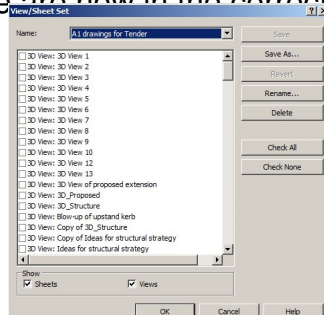 View/Sheet Set
Name: A1 drawings for Tender
Save
Save As...
Revert
Rename...
Delete
Check All
Check None
3D View: 3D View 1
3D View: 3D View 2
3D View: 3D View 3
3D View: 3D View 4
3D View: 3D View 5
3D View: 3D View 6
3D View: 3D View 7
3D View: 3D View 8
3D View: 3D View 9
3D View: 3D View 10
3D View: 3D View 12
3D View: 3D View 13
3D View: 3D View of proposed extension
3D View: 3D_Proposed
3D View: 3D_Structure
3D View: Blow-up of upstand kerb
3D View: Copy of 3D_Structure
3D View: Copy of Ideas for structural strategy
3D View: Ideas for structural strategy
Show
Sheets Views
OK Cancel Help